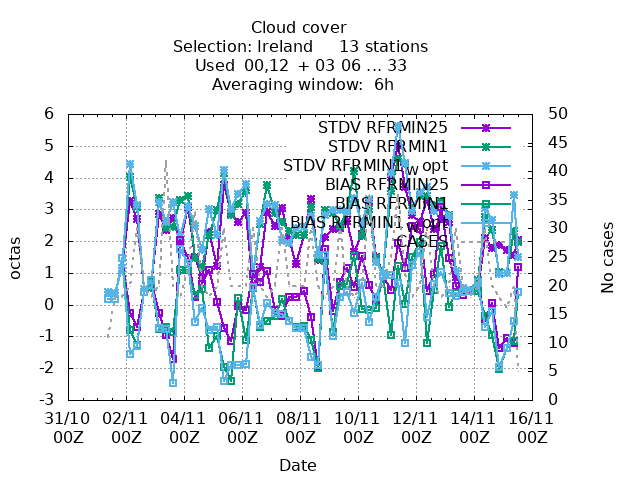 Cloud cover
Selection: Ireland 13 stations
Used 00,12 + 03 06 ... 33
Averaging window: 6h
STDV RFRMIN25
STDV RFRMIN1
STDV RFRMIN1_w_opt
BIAS RFRMIN25
BIAS RFRMIN1
BIAS RFRMIN1_w_opt
CASES
octas
6
5
4
3
2
1
0
-1
-2
-3
No cases
50
45
40
35
30
25
20
15
10
5
0
31/10 02/11 04/11 06/11 08/11 10/11 12/11 14/11 16/11
00Z 00Z 00Z 00Z 00Z 00Z 00Z 00Z 00Z
Date